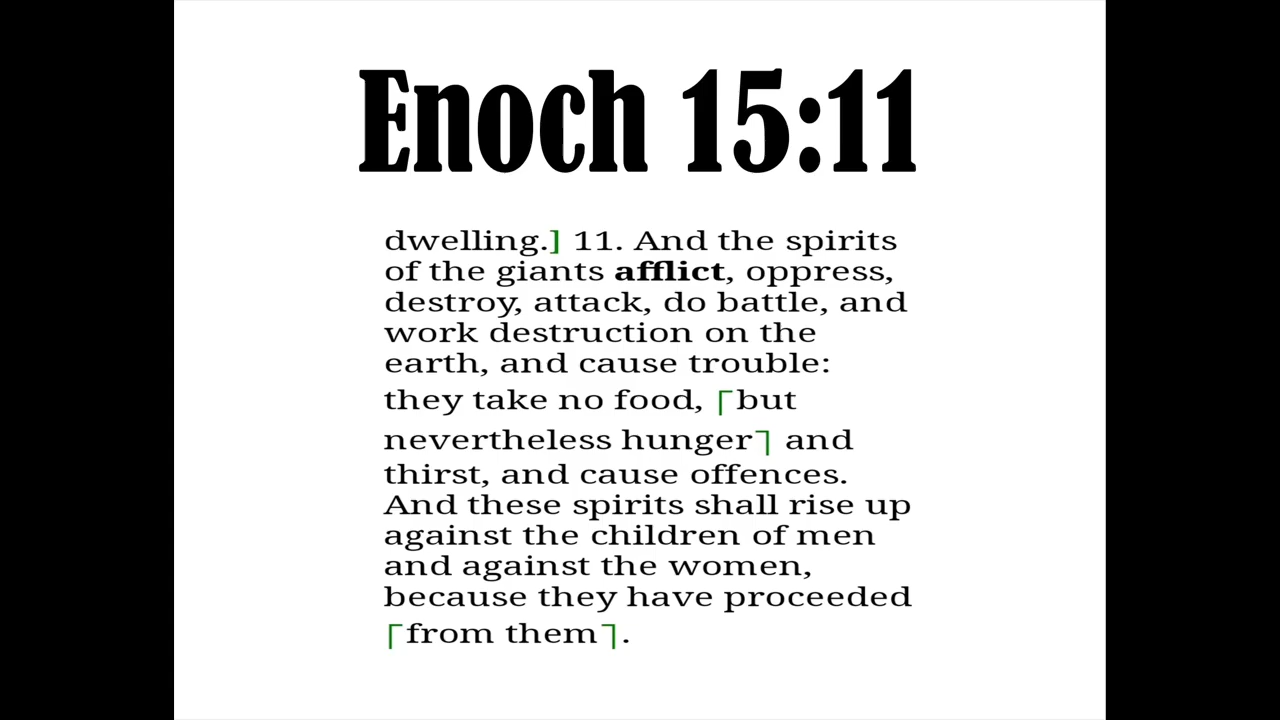 Enoch 15:11
dwelling.] 11. And the spirits
of the giants afflict, oppress,
destroy, attack, do battle, and
work destruction on the
earth, and cause trouble:
they take no food, ⌈but
nevertheless hunger⌉ and
thirst, and cause offences.
And these spirits shall rise up
against the children of men
and against the women,
because they have proceeded
⌈from them⌉.